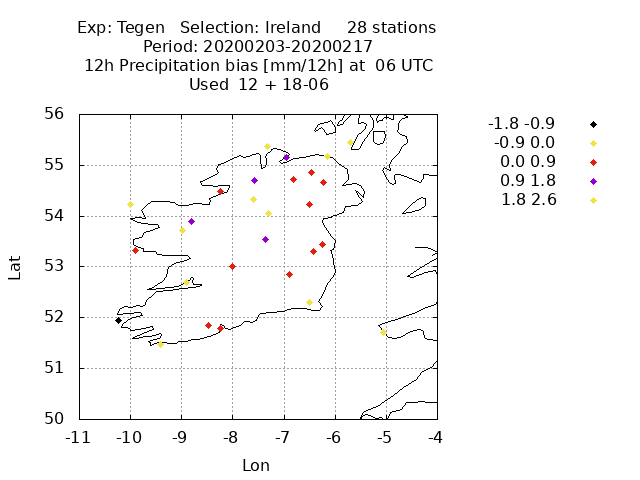 Exp: Tegen   Selection: Ireland     28 stations
Period: 20200203-20200217
12h Precipitation bias [mm/12h] at  06 UTC
Used  12 + 18-06
-1.8 -0.9
-0.9 0.0
0.0 0.9
0.9 1.8
1.8 2.6
56
55
54
53
52
51
50
Lat
-11 -10 -9 -8 -7 -6 -5 -4
Lon